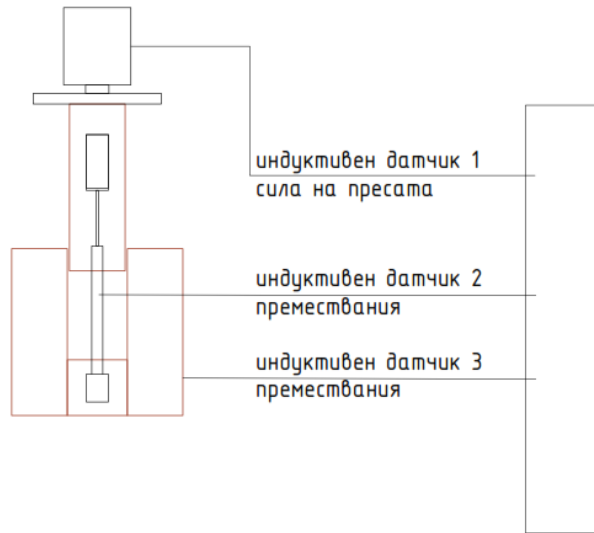 индуктивен датчик 1
сила на пресата
индуктивен датчик 2
премествания
индуктивен датчик 3
премествания